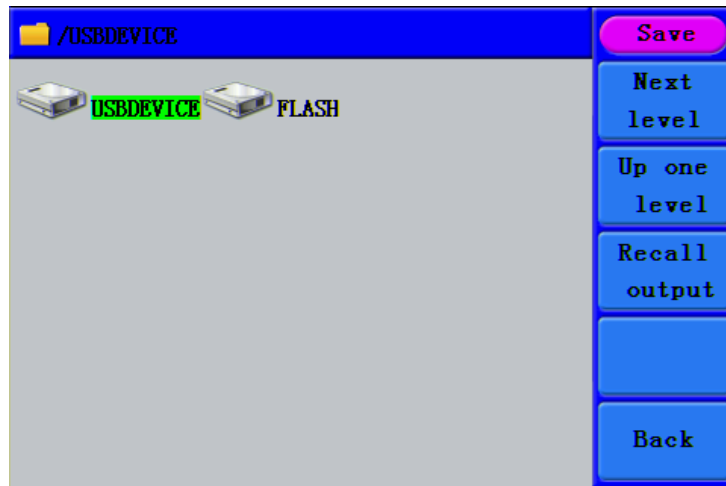 /USBDEVICE
USBDEVICE FLASH
Save
Next
level
Up one
level
Recall
output
Back